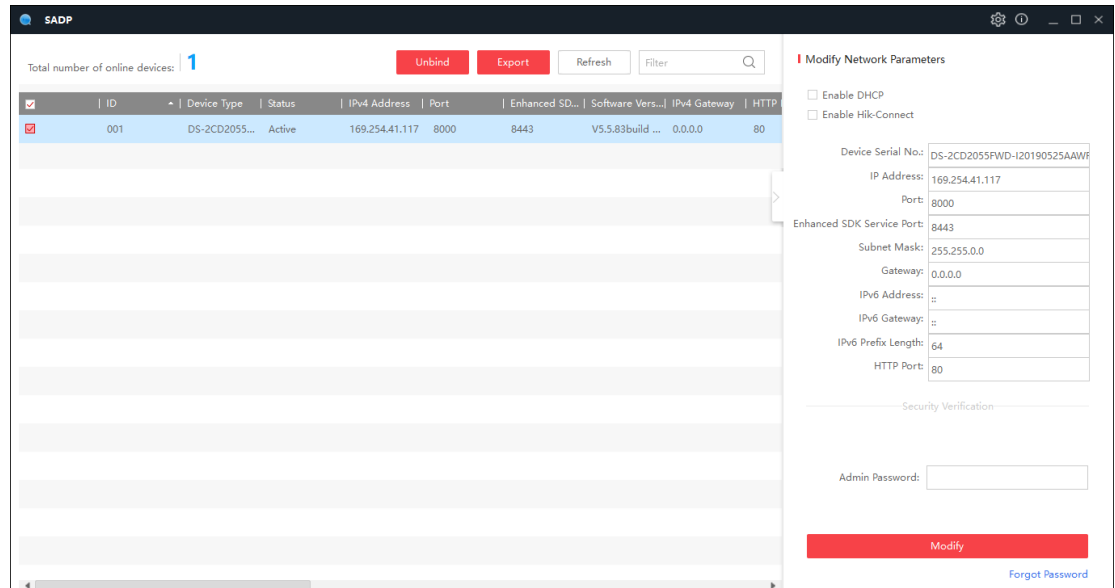 SADP
Total number of online devices: 1
Unbind
Export
Refresh
Filter
ID | Device Type | Status | IPv4 Address | Port | Enhanced SD... | Software Vers... | IPv4 Gateway | HTTP
001 DS-2CD2055... Active 169.254.41.117 8000 8443 V5.5.83build ... 0.0.0.0 80
Modify Network Parameters
Enable DHCP
Enable Hik-Connect
Device Serial No.: DS-2CD2055FWD-I20190525AAWR
IP Address: 169.254.41.117
Port: 8000
Enhanced SDK Service Port: 8443
Subnet Mask: 255.255.0.0
Gateway: 0.0.0.0
IPv6 Address: ::
IPv6 Gateway: ::
IPv6 Prefix Length: 64
HTTP Port: 80
Security Verification
Admin Password:
Modify
Forgot Password